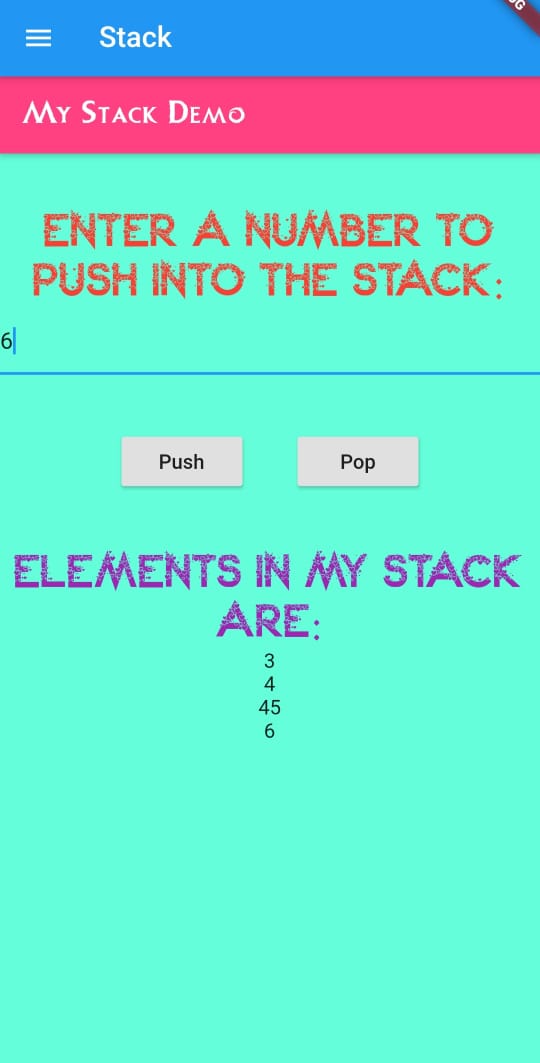 Stack
My Stack Demo
ENTER A NUMBER TO
PUSH INTO THE STACK:
6
Push Pop
ELEMENTS IN MY STACK
ARE:
3
4
45
6